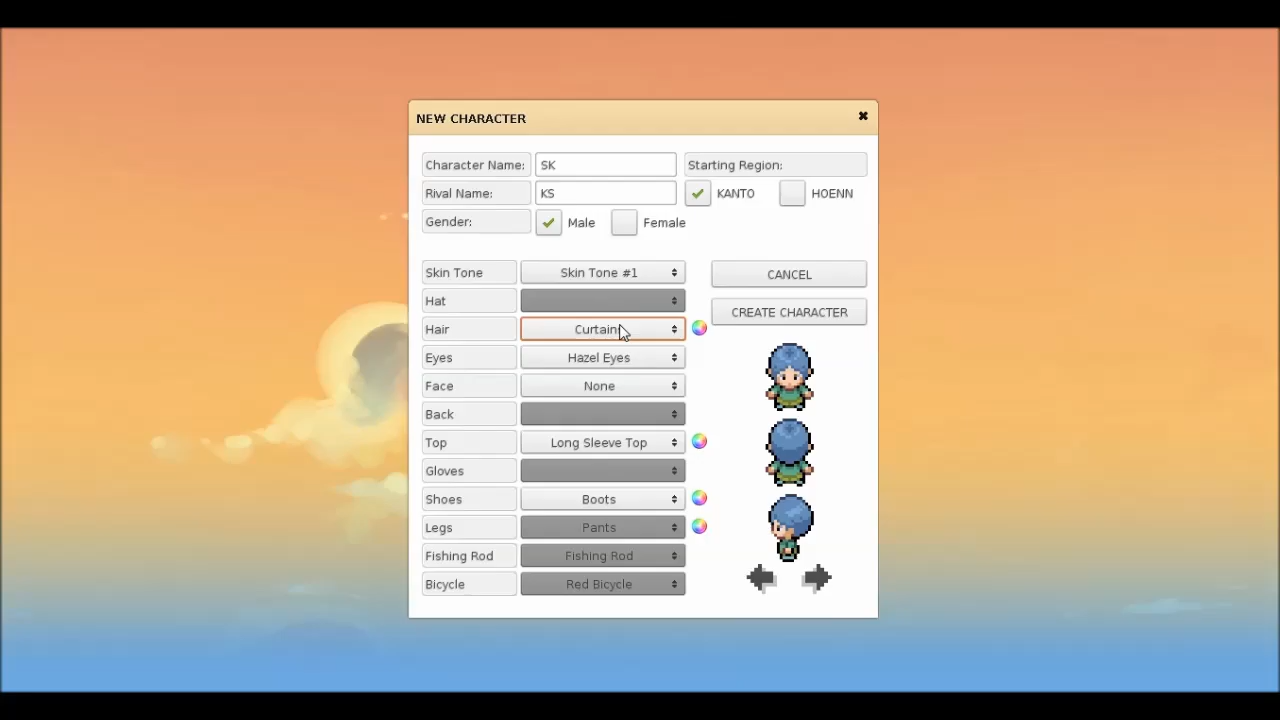 NEW CHARACTER
Character Name: SK Starting Region:
Rival Name: KS KANTO HOENN
Gender: Male Female
Skin Tone Skin Tone #1 CANCEL
Hat
CREATE CHARACTER
Hair Curtains
Eyes Hazel Eyes
Face None
Back
Top Long Sleeve Top
Gloves
Shoes Boots
Legs Pants
Fishing Rod Fishing Rod
Bicycle Red Bicycle